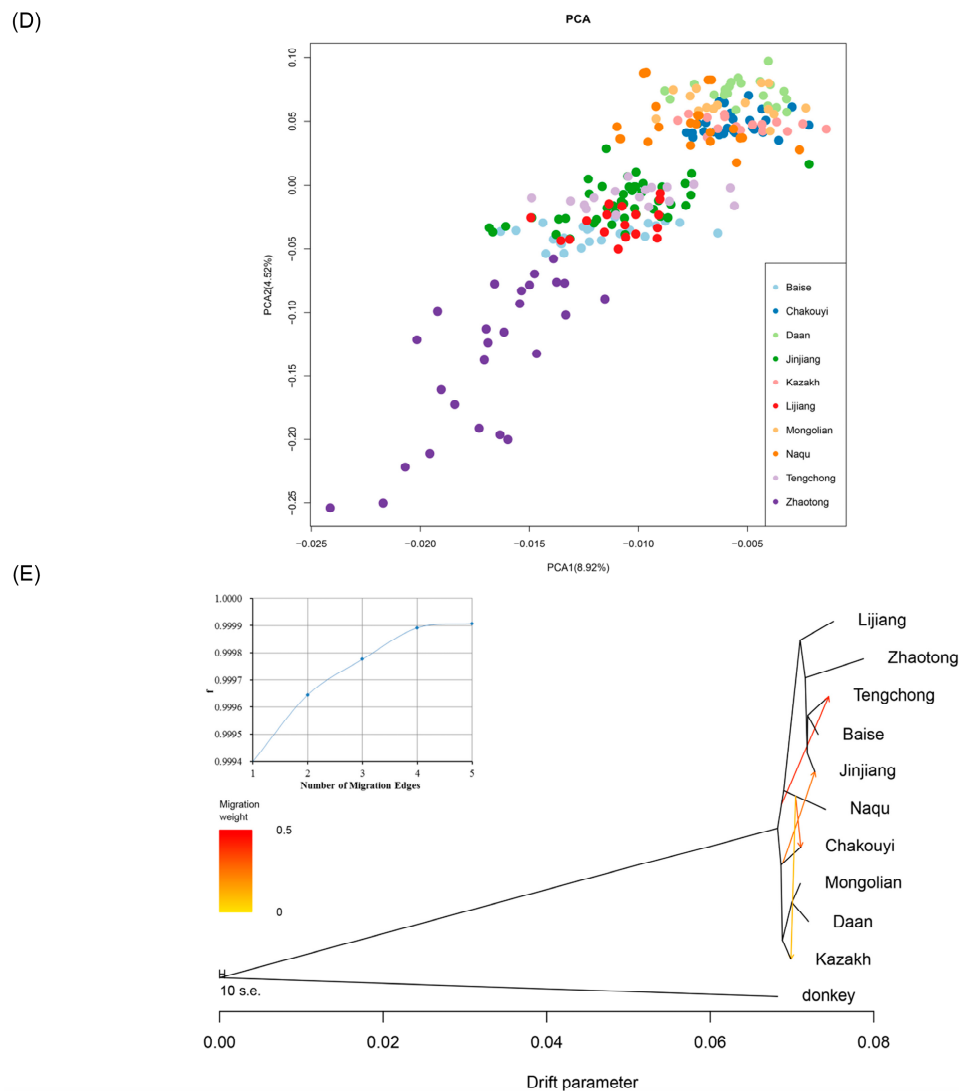 (D)
PCA
0.10
0.05
0.00
−0.05
−0.10
−0.15
−0.20
−0.25
PCA2(4.52%)
Baise
Chakouyi
Daan
Jinjiang
Kazakh
Lijiang
Mongolian
Naqu
Tengchong
Zhaotong
−0.025 −0.020 −0.015 −0.010 −0.005
PCA1(8.92%)
(E)
1.0000
0.9999
0.9998
0.9997
0.9996
0.9995
0.9994
r
1 2 3 4 5
Number of Migration Edges
Migration
weight
0.5
0
Lijiang
Zhaotong
Tengchong
Baise
Jinjiang
Naqu
Chakouyi
Mongolian
Daan
Kazakh
donkey
10 s.e.
0.00 0.02 0.04 0.06 0.08
Drift parameter